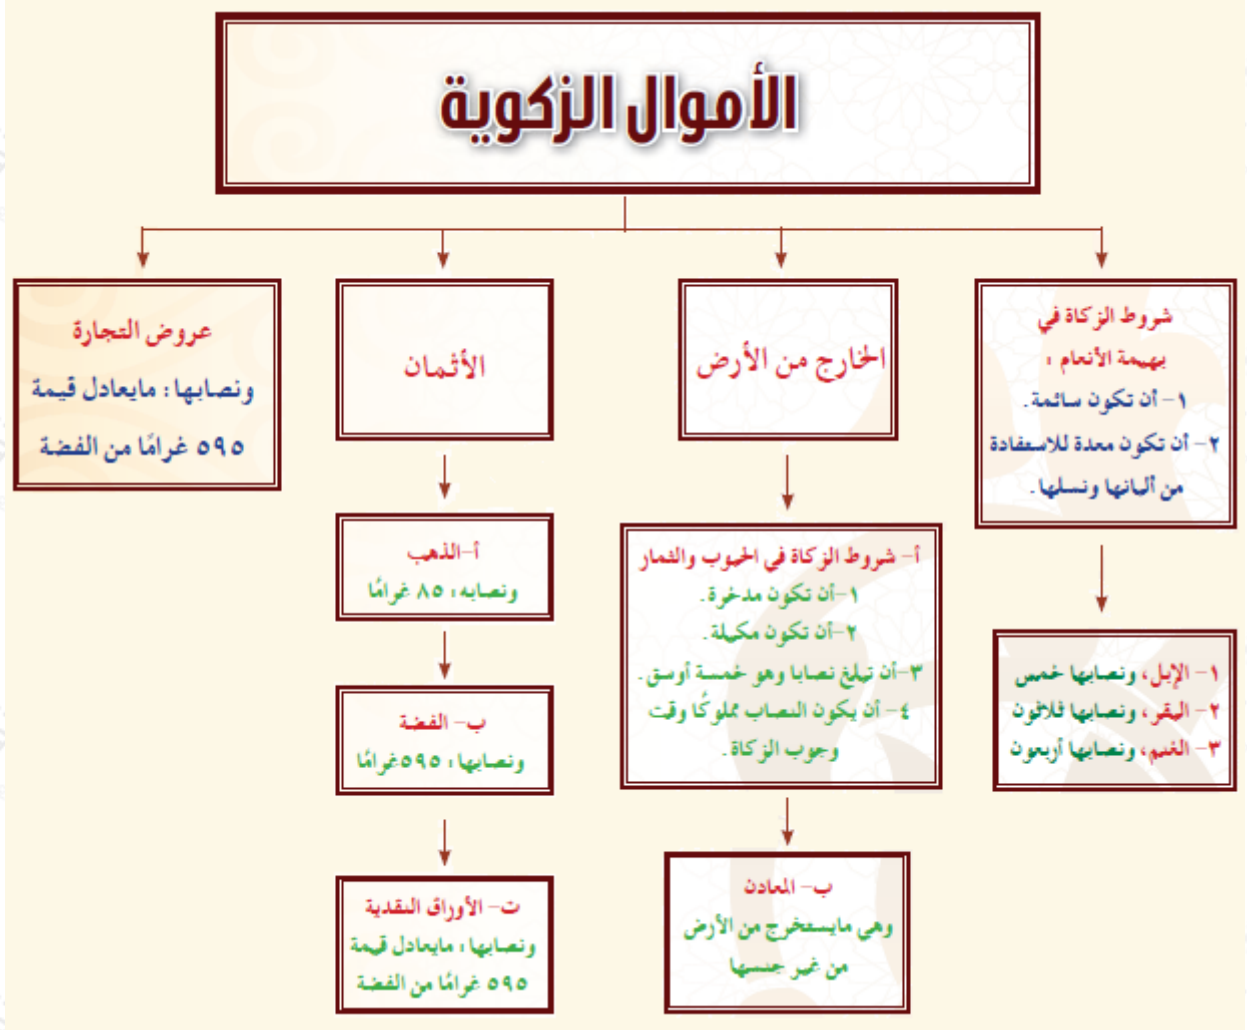 الأموال الزكوية
شروط الزكاة في
بهيمة الأنعام :
١- أن تكون سائمة.
٢- أن تكون معدة للاستفادة
من ألبانها ونسلها.
١- الإبل، ونصابها خمس
٢- البقر، ونصابها ثلاثون
٣- الغنم، ونصابها أربعون
الخارج من الأرض
أ- شروط الزكاة في الحبوب والثمار
١-أن تكون مدخرة.
٢-أن تكون مكيلة.
٣-أن تبلغ نصابا وهو خمسة أوسق.
٤- أن يكون النصاب مملوكًا وقت
وجوب الزكاة.
ب- المعادن
وهي مايستخرج من الأرض
من غير جنسها
الأثمان
أ-الذهب
ونصابه: ٨٥ غرامًا
ب- الفضة
ونصابها: ٥٩٥غرامًا
ت- الأوراق النقدية
ونصابها: مايعادل قيمة
٥٩٥ غرامًا من الفضة
عروض التجارة
ونصابها: مايعادل قيمة
٥٩٥ غرامًا من الفضة